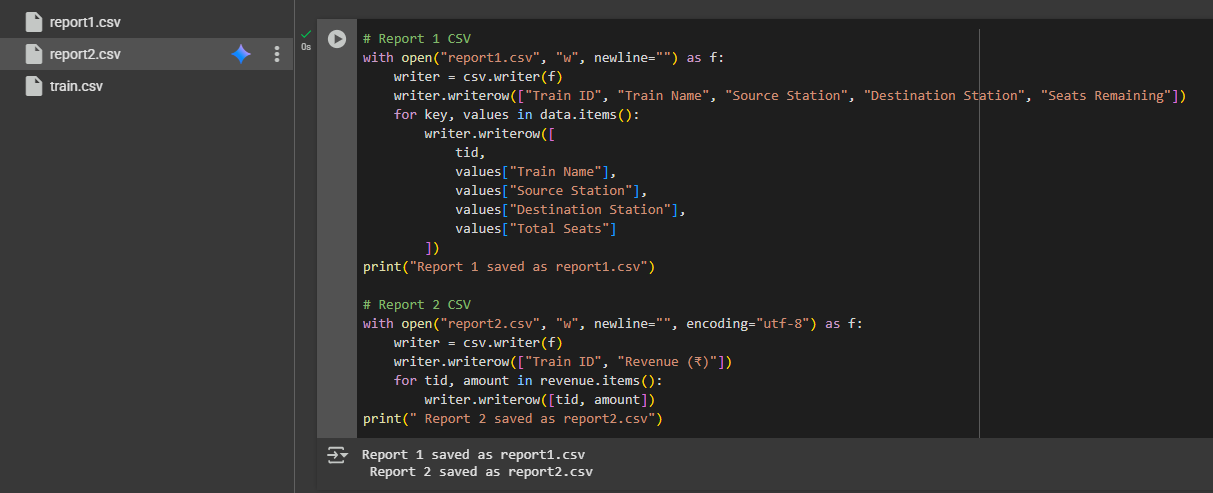 report1.csv
report2.csv
train.csv
0s
# Report 1 CSV
with open("report1.csv", "w", newline="") as f:
    writer = csv.writer(f)
    writer.writerow(["Train ID", "Train Name", "Source Station", "Destination Station", "Seats Remaining"])
    for key, values in data.items():
        writer.writerow([
            tid,
            values["Train Name"],
            values["Source Station"],
            values["Destination Station"],
            values["Total Seats"]
        ])
print("Report 1 saved as report1.csv")
# Report 2 CSV
with open("report2.csv", "w", newline="", encoding="utf-8") as f:
    writer = csv.writer(f)
    writer.writerow(["Train ID", "Revenue (₹)"])
    for tid, amount in revenue.items():
        writer.writerow([tid, amount])
print(" Report 2 saved as report2.csv")
Report 1 saved as report1.csv
 Report 2 saved as report2.csv